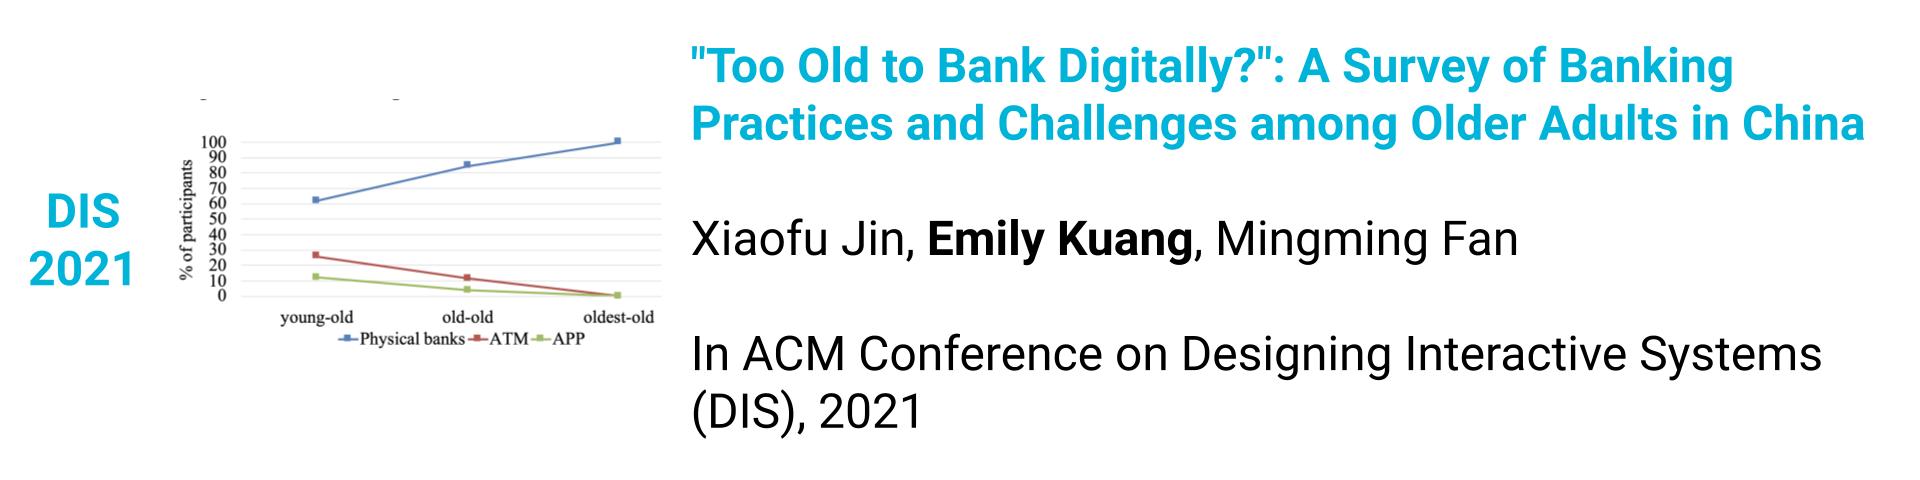 DIS
2021
% of participants
100
90
80
70
60
50
40
30
20
10
0
young-old old-old oldest-old
Physical banks ATM APP
"Too Old to Bank Digitally?": A Survey of Banking
Practices and Challenges among Older Adults in China
Xiaofu Jin, Emily Kuang, Mingming Fan
In ACM Conference on Designing Interactive Systems
(DIS), 2021